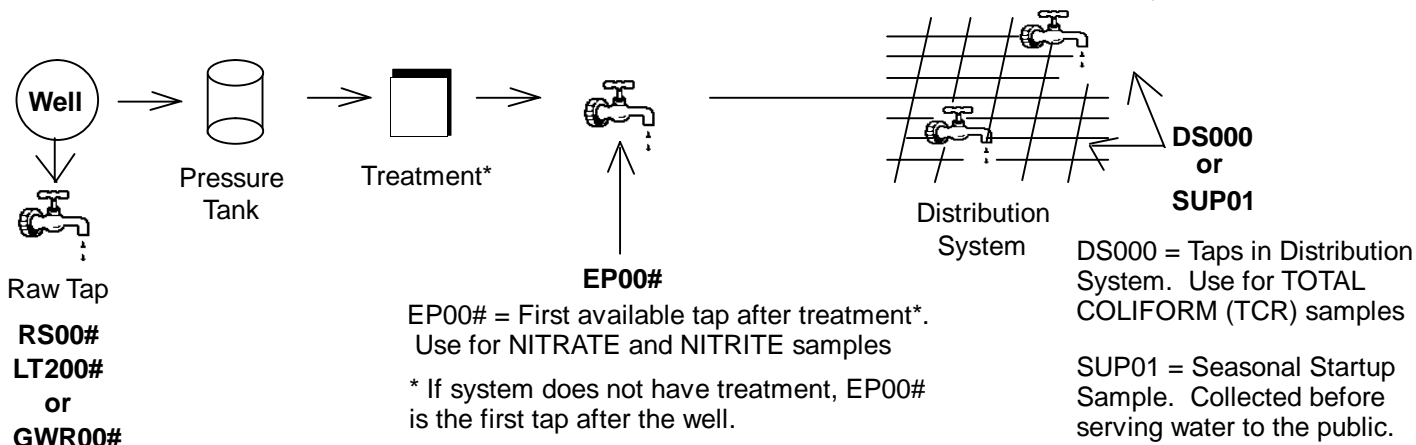 Well
Pressure
Tank
Treatment*
Raw Tap
RS00#
LT200#
or
GWR00#
EP00#
EP00# = First available tap after treatment*.
Use for NITRATE and NITRITE samples
* If system does not have treatment, EP00#
is the first tap after the well.
Distribution
System
DS000
or
SUP01
DS000 = Taps in Distribution
System. Use for TOTAL
COLIFORM (TCR) samples
SUP01 = Seasonal Startup
Sample. Collected before
serving water to the public.